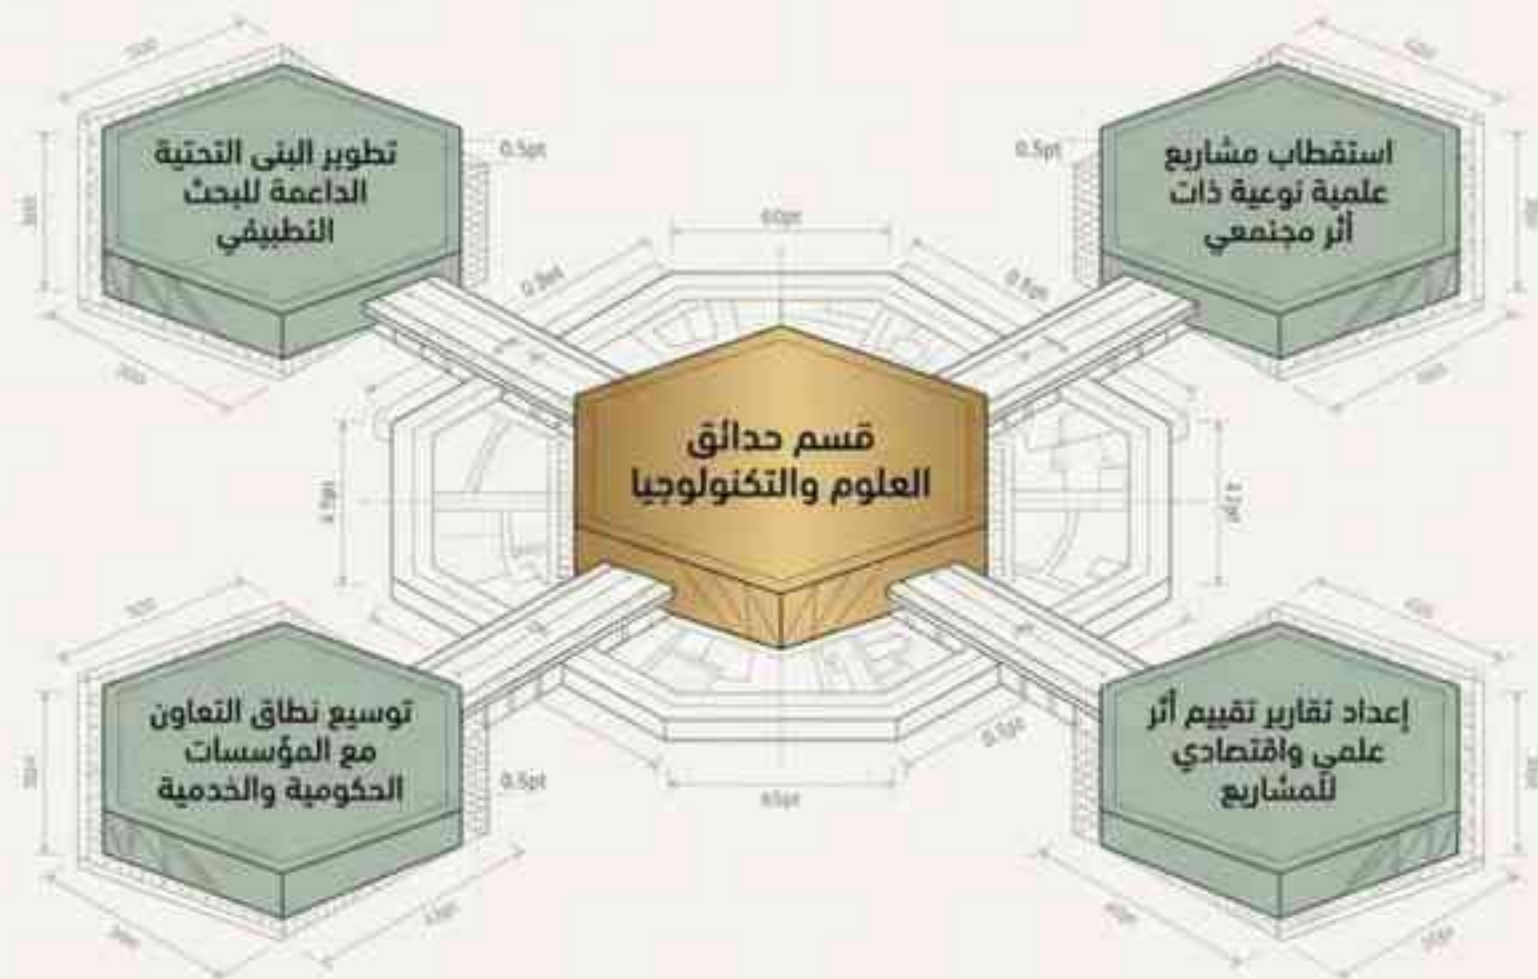 استقطاب مشاريع
علمية نوعية ذات
أثر مجتمعي
تطوير البنى التحتية
الداعمة للبحث
التطبيقي
0.5pt
0.5pt
60pt
قسم حدائق
العلوم والتكنولوجيا
إعداد تقارير تقييم أثر
علمي واقتصادي
للمشاريع
توسيع نطاق التعاون
مع المؤسسات
الحكومية والخدمية
0.5pt
65pt